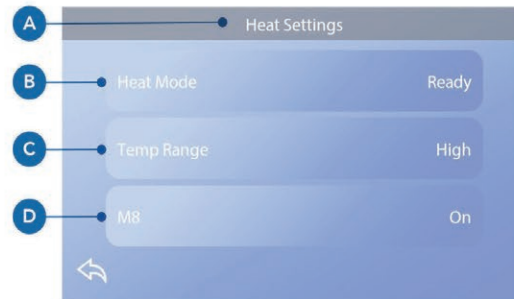 A Heat Settings
B Heat Mode Ready
C Temp Range High
D M8 On